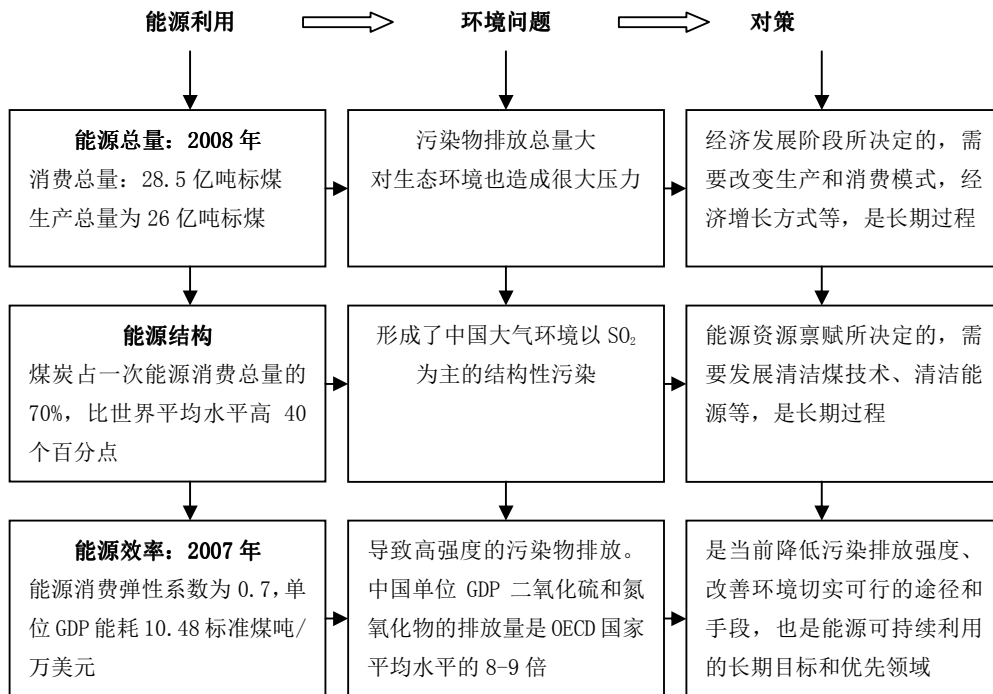 能源利用
环境问题
对策
能源总量：2008 年
消费总量：28.5 亿吨标煤
生产总量为 26 亿吨标煤
污染物排放总量大
对生态环境也造成很大压力
经济发展阶段所决定的，需
要改变生产和消费模式，经
济增长方式等，是长期过程
能源结构
煤炭占一次能源消费总量的
70%，比世界平均水平高 40
个百分点
形成了中国大气环境以 SO₂
为主的结构性污染
能源资源禀赋所决定的，需
要发展清洁煤技术、清洁能
源等，是长期过程
能源效率：2007 年
能源消费弹性系数为 0.7，单
位 GDP 能耗 10.48 标准煤吨/
万美元
导致高强度的污染物排放。
中国单位 GDP 二氧化硫和氮
氧化物的排放量是 OECD 国家
平均水平的 8-9 倍
是当前降低污染排放强度、
改善环境切实可行的途径和
手段，也是能源可持续利用
的长期目标和优先领域